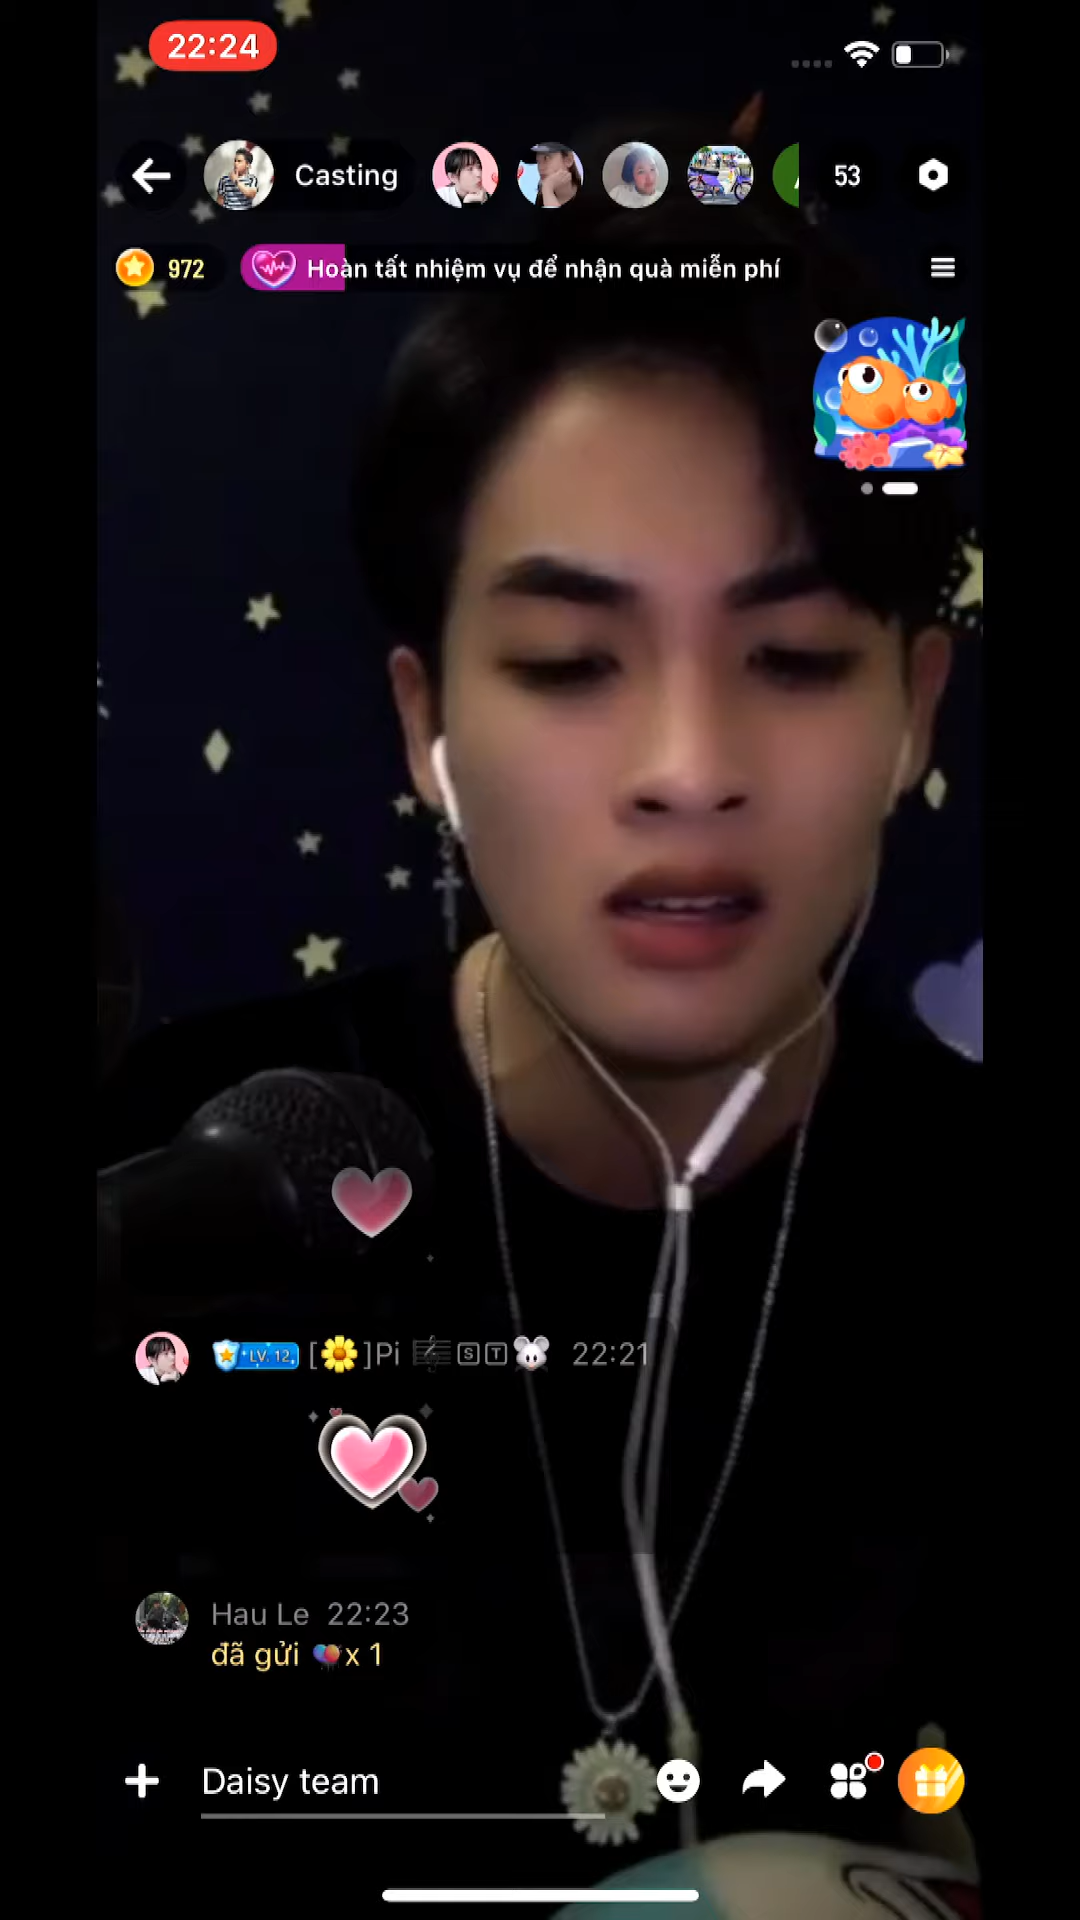 22:24
Casting
53
972
Hoàn tất nhiệm vụ để nhận quà miễn phí
LV. 12 [🌼]Pi 🎼🅂🅃🐭 22:21
Hau Le 22:23
đã gửi x 1
Daisy team